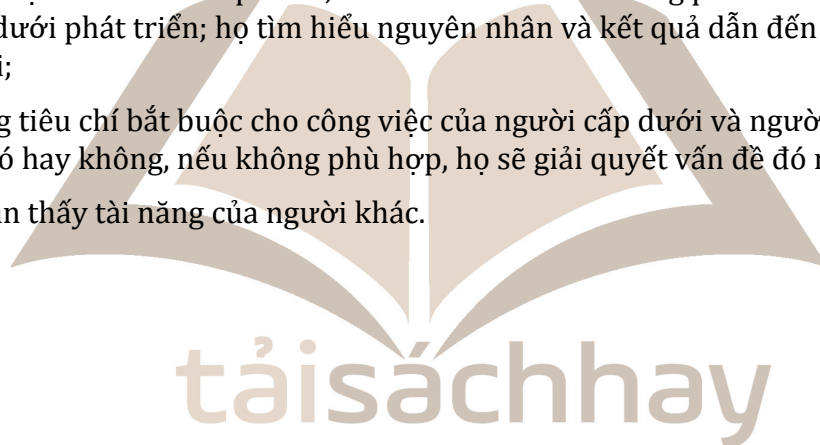 dưới phát triển; họ tìm hiểu nguyên nhân và kết quả dẫn đến
i;
g tiêu chí bắt buộc cho công việc của người cấp dưới và ngườ
ó hay không, nếu không phù hợp, họ sẽ giải quyết vấn đề đó
n thấy tài năng của người khác.
tảisáchhay